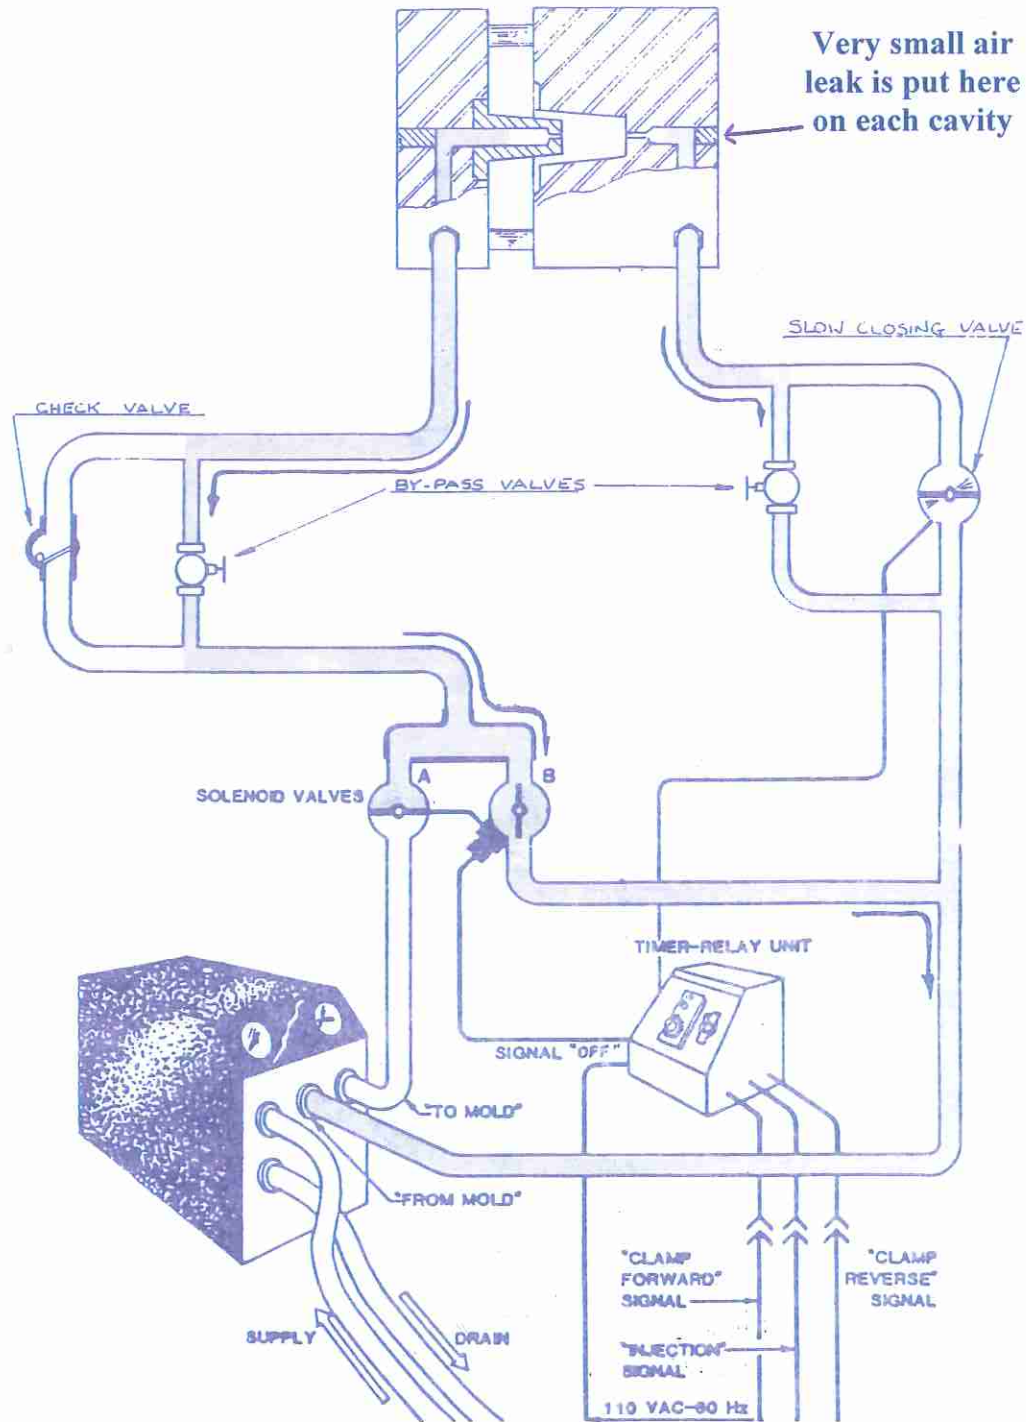 Very small air
leak is put here
on each cavity
SLOW CLOSING VALVE
CHECK VALVE
BY-PASS VALVES
A
B
SOLENOID VALVES
TIMER-RELAY UNIT
SIGNAL "OFF"
"TO MOLD"
"FROM MOLD"
"CLAMP
FORWARD"
SIGNAL
"CLAMP
REVERSE"
SIGNAL
SUPPLY
DRAIN
"INJECTION"
SIGNAL
110 VAC-60 Hz